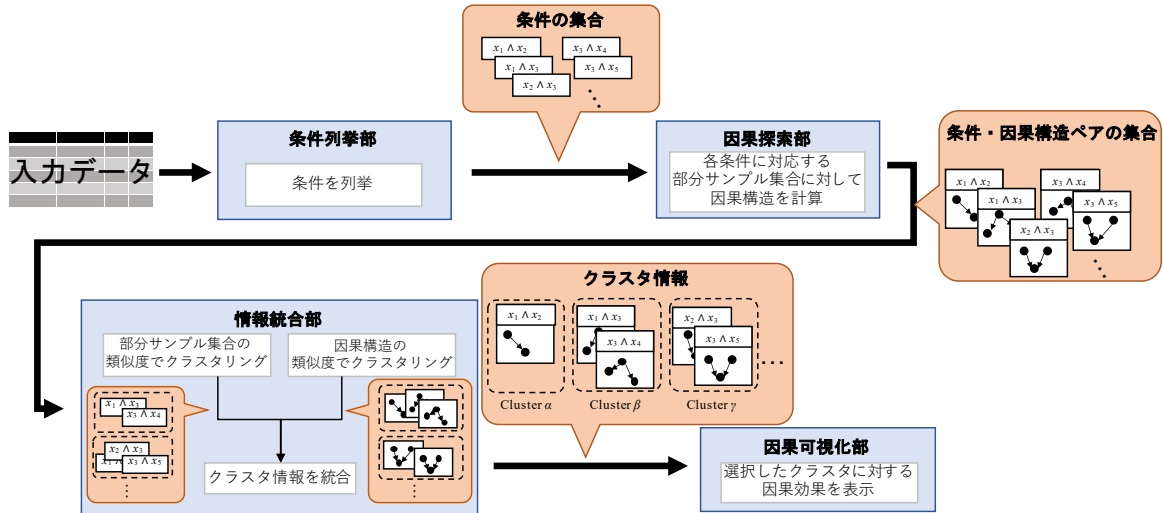 条件の集合
x₁ ∧ x₂
x₃ ∧ x₄
x₁ ∧ x₃
x₃ ∧ x₅
x₂ ∧ x₃
入力データ
条件列挙部
条件を列挙
因果探索部
各条件に対応する
部分サンプル集合に対して
因果構造を計算
条件・因果構造ペアの集合
x₁ ∧ x₂
x₃ ∧ x₄
x₁ ∧ x₃
x₃ ∧ x₅
x₂ ∧ x₃
情報統合部
部分サンプル集合の
類似度でクラスタリング
因果構造の
類似度でクラスタリング
x₁ ∧ x₃
x₃ ∧ x₄
x₂ ∧ x₃
x₃ ∧ x₅
クラスタ情報を統合
クラスタ情報
x₁ ∧ x₂
x₁ ∧ x₃
x₃ ∧ x₄
x₂ ∧ x₃
x₃ ∧ x₅
Cluster α
Cluster β
Cluster γ
因果可視化部
選択したクラスタに対する
因果効果を表示